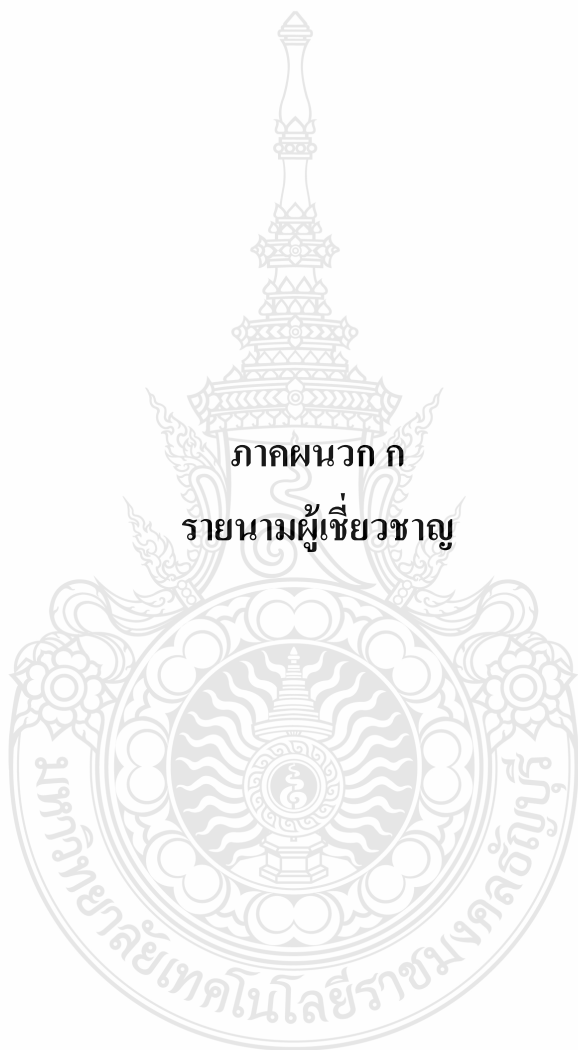 ภาคผนวก ก
รายนามผู้เชี่ยวชาญ
มหาวิทยาลัยเทคโนโลยีราชมงคลธัญบุรี